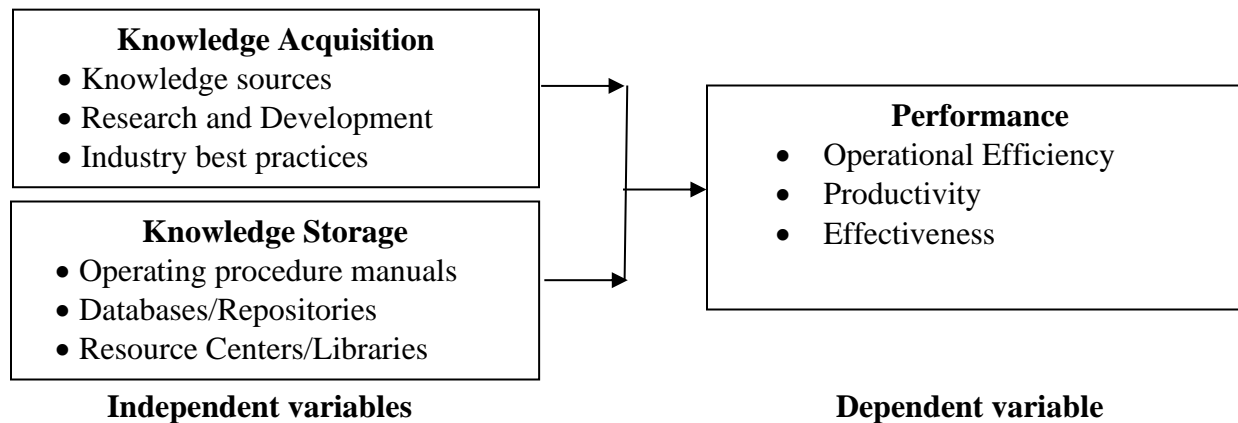 Knowledge Acquisition
• Knowledge sources
• Research and Development
• Industry best practices
Knowledge Storage
• Operating procedure manuals
• Databases/Repositories
• Resource Centers/Libraries
Independent variables
Performance
• Operational Efficiency
• Productivity
• Effectiveness
Dependent variable